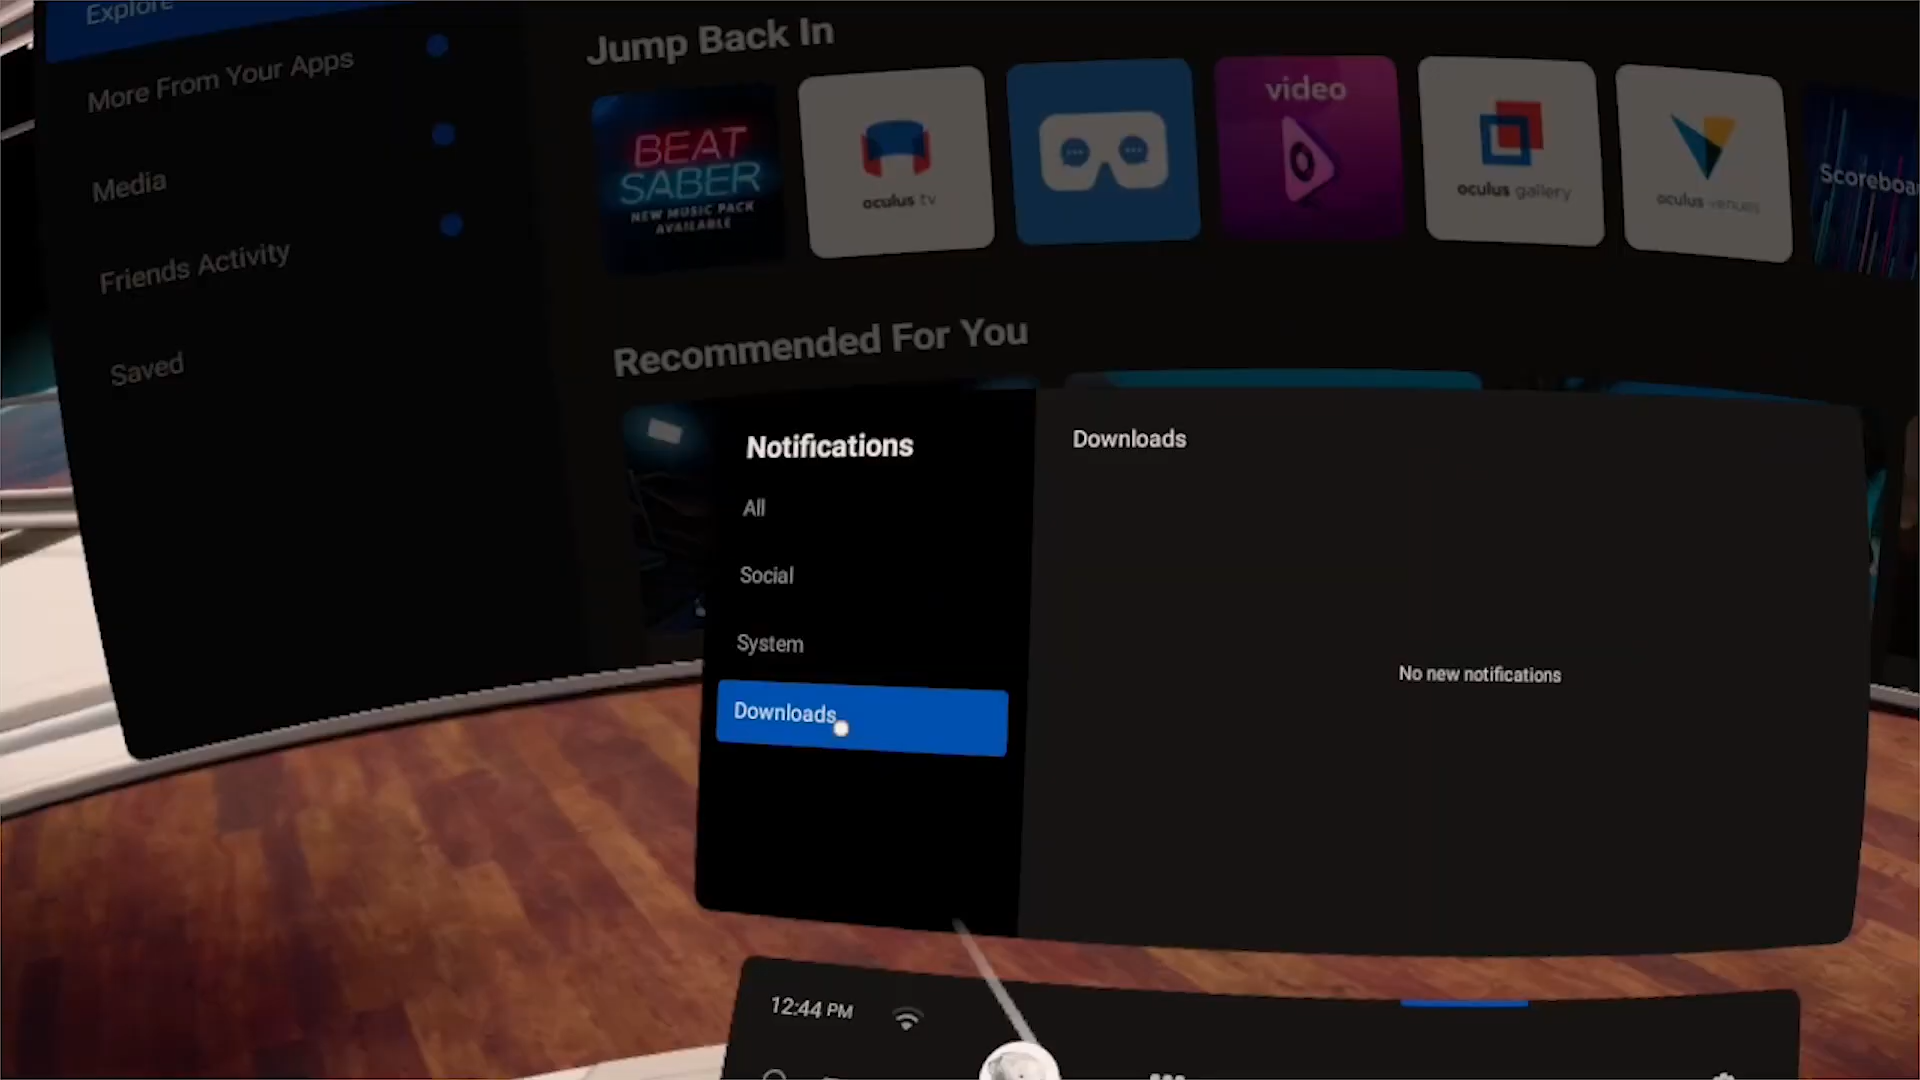 Explore
More From Your Apps
Media
Friends Activity
Saved
Jump Back In
BEAT
SABER
NEW MUSIC PACK
AVAILABLE
oculus tv
video
oculus gallery
oculus venues
Scoreboa
Recommended For You
Notifications
All
Social
System
Downloads
Downloads
No new notifications
12:44 PM